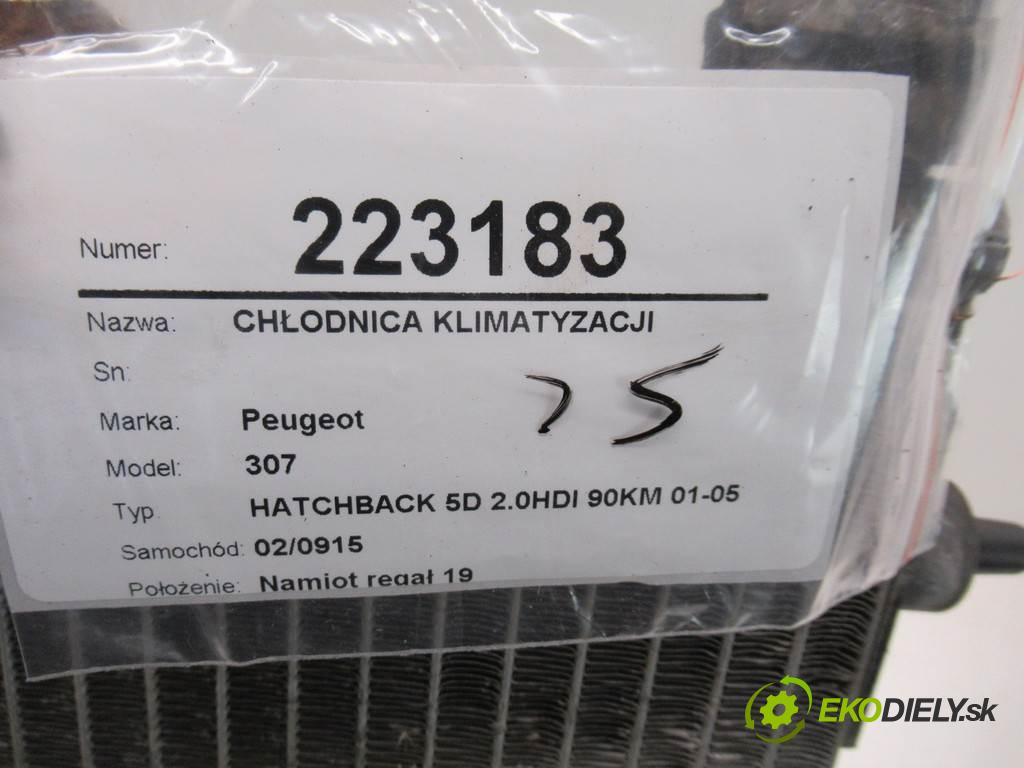 Numer: 223183
Nazwa: CHŁODNICA KLIMATYZACJI
Sn:
Marka: Peugeot
Model: 307
Typ HATCHBACK 5D 2.0HDI 90KM 01-05
Samochód: 02/0915
Położenie: Namiot regał 19
EKODIELY.sk